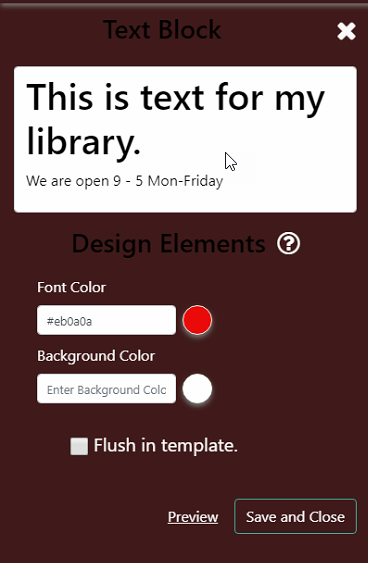 Text Block
This is text for my
library.
We are open 9 - 5 Mon-Friday
Design Elements
Font Color
#eb0a0a
Background Color
Enter Background Colo
Flush in template.
Preview
Save and Close